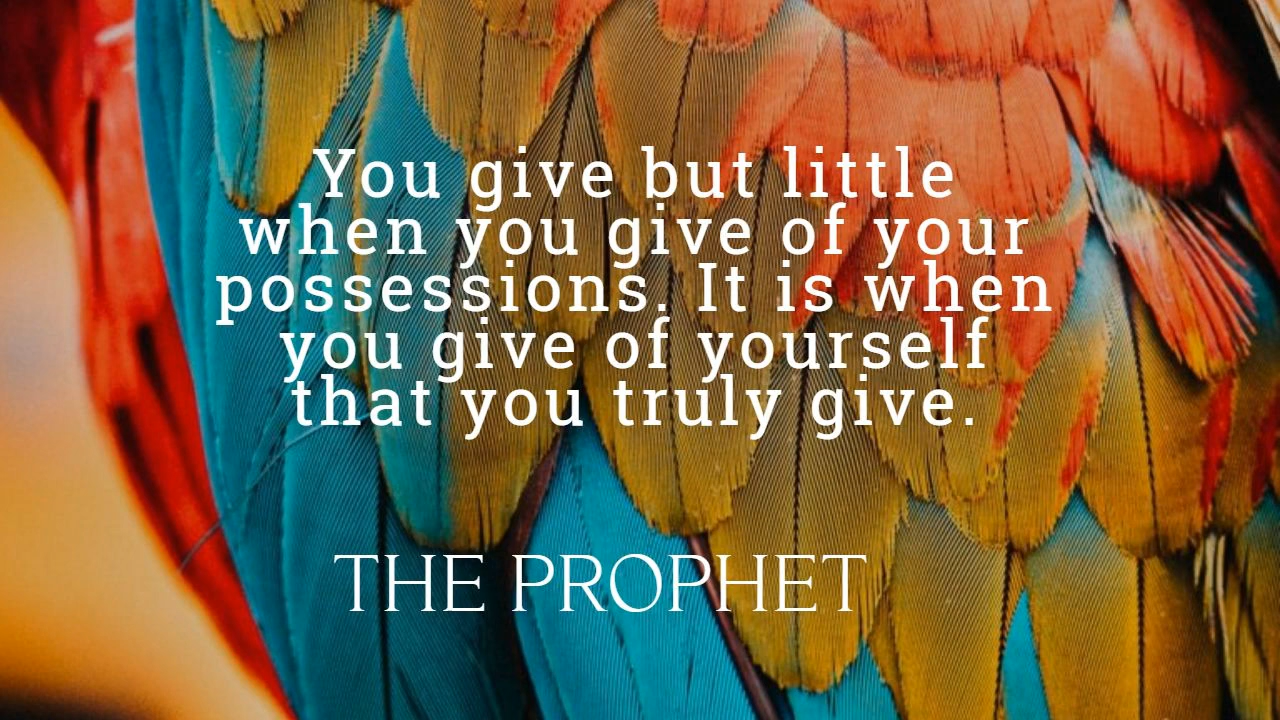 You give but little
when you give of your
possessions. It is when
you give of yourself
that you truly give.
THE PROPHET